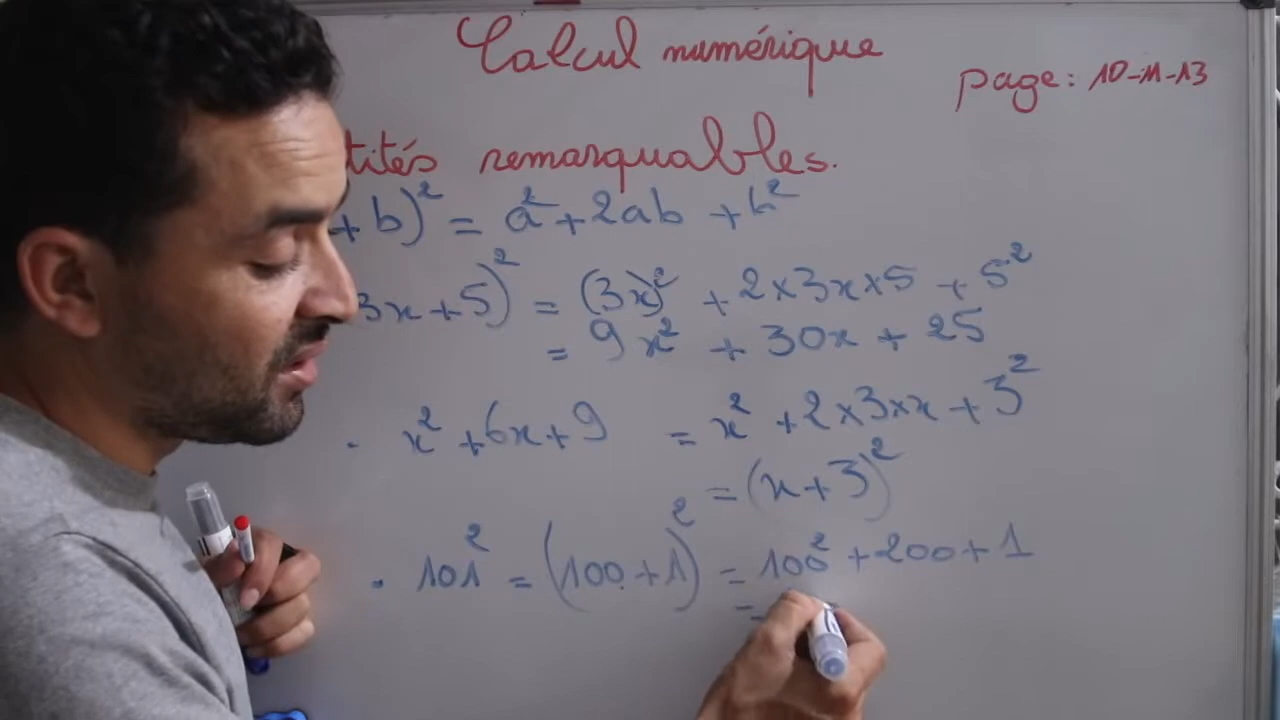 Calcul numérique
page: 10-11-13
tités remarquables.
+ b)² = a² + 2ab + b²
3x + 5)² = (3x)² + 2×3x×5 + 5²
= 9x² + 30x + 25
. x² + 6x + 9 = x² + 2×3×x + 3²
= (x + 3)²
. 101² = (100 + 1)² = 100² + 200 + 1
=